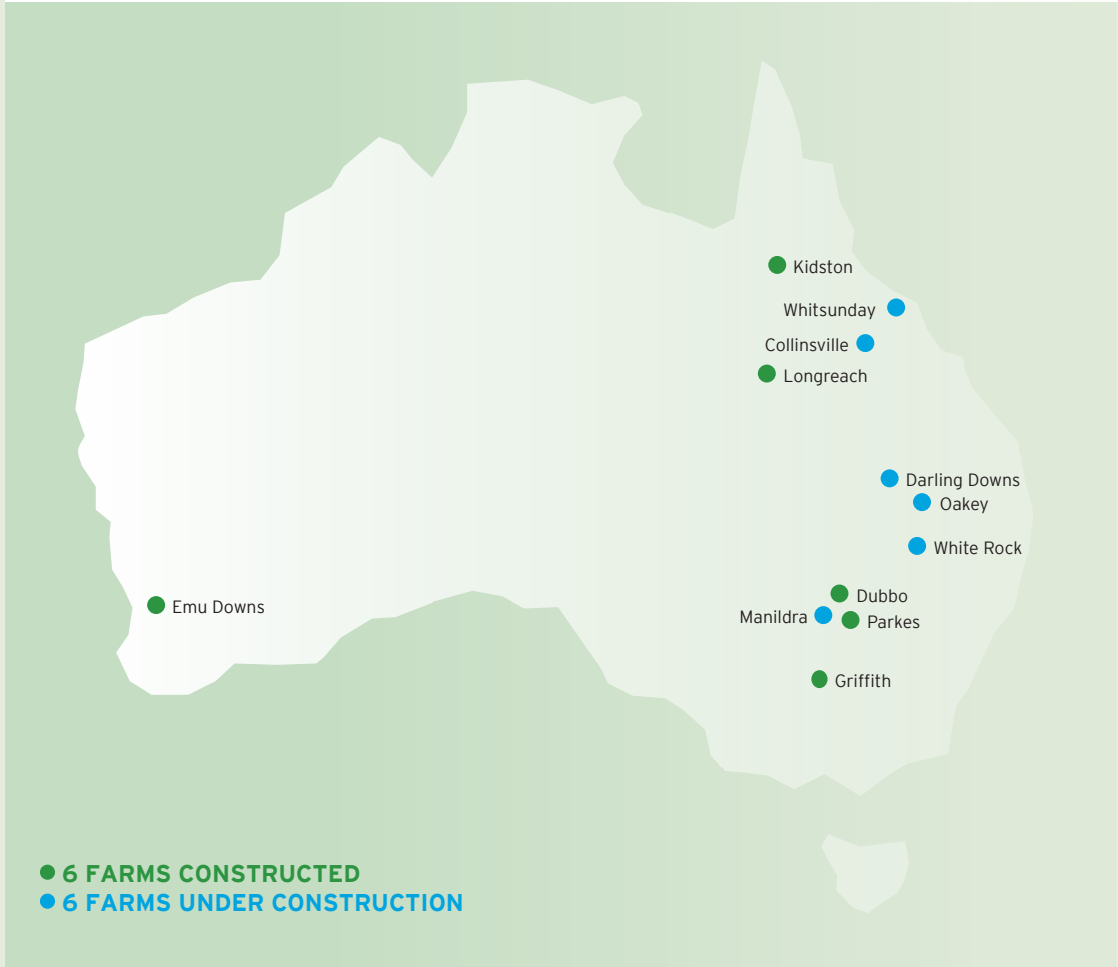 Kidston
Whitsunday
Collinsville
Longreach
Darling Downs
Oakey
White Rock
Dubbo
Emu Downs
Manildra
Parkes
Griffith
6 FARMS CONSTRUCTED
6 FARMS UNDER CONSTRUCTION